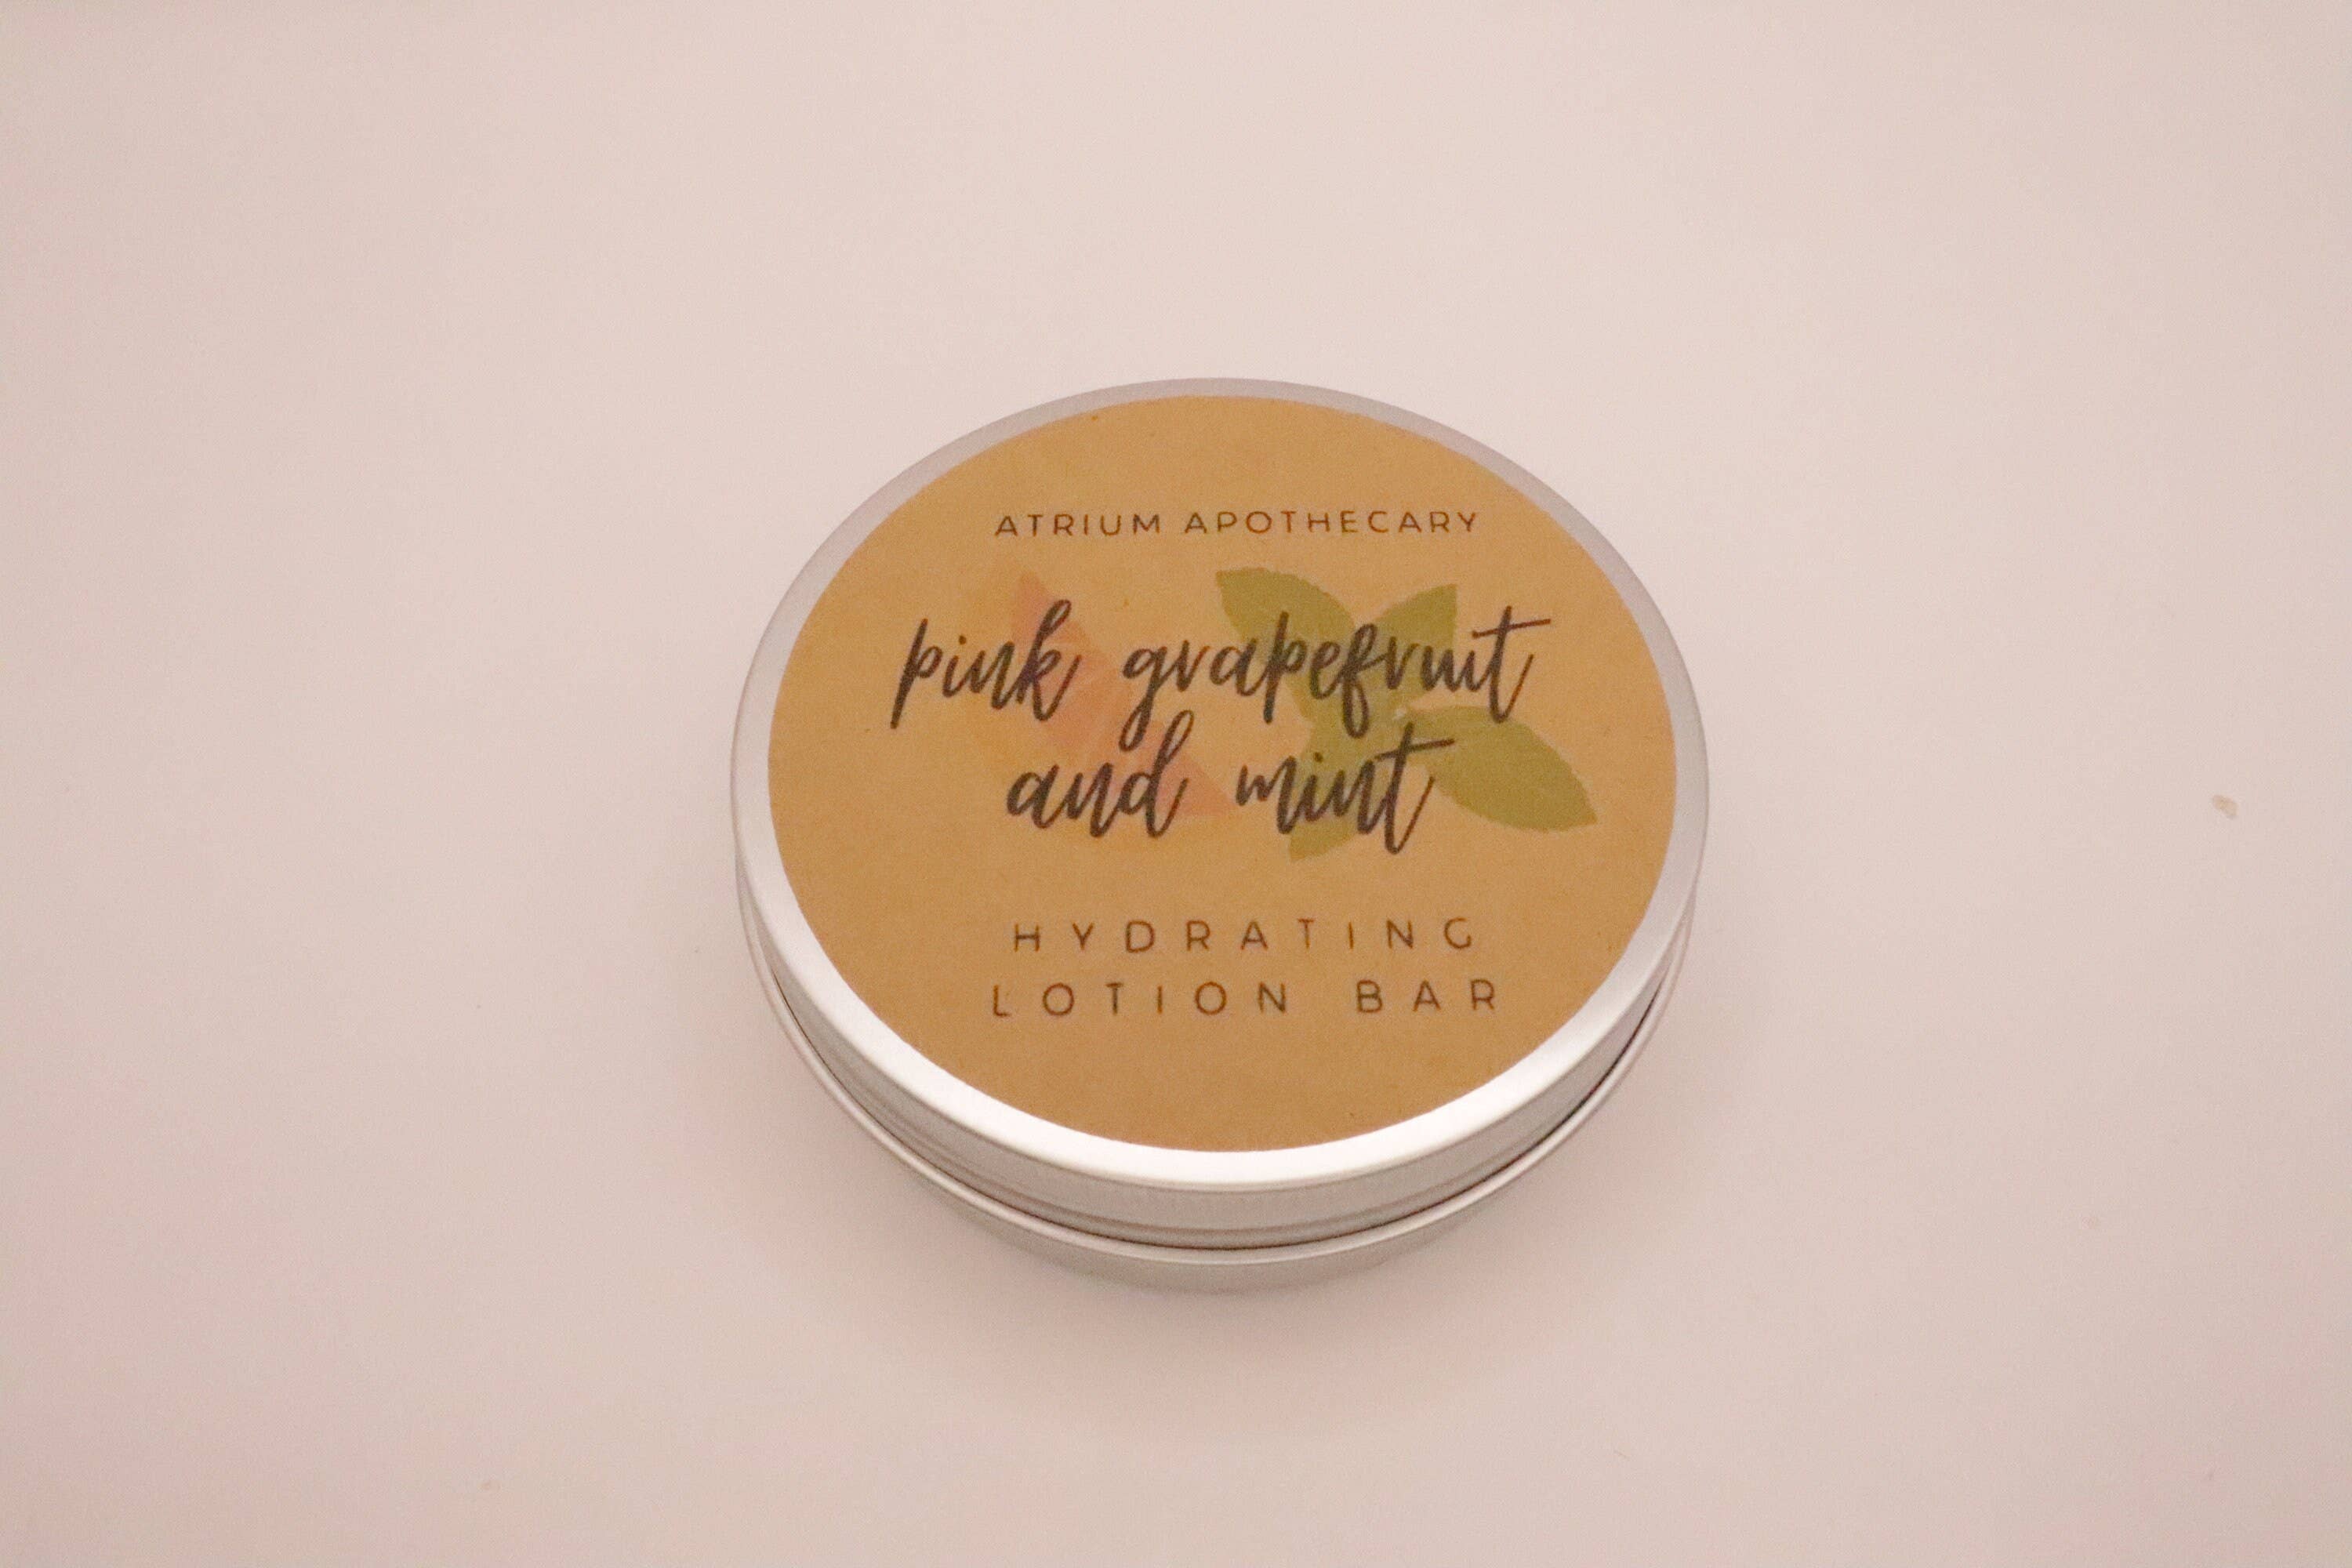 ATRIUM APOTHECARY
pink grapefruit
and mint
HYDRATING
LOTION BAR